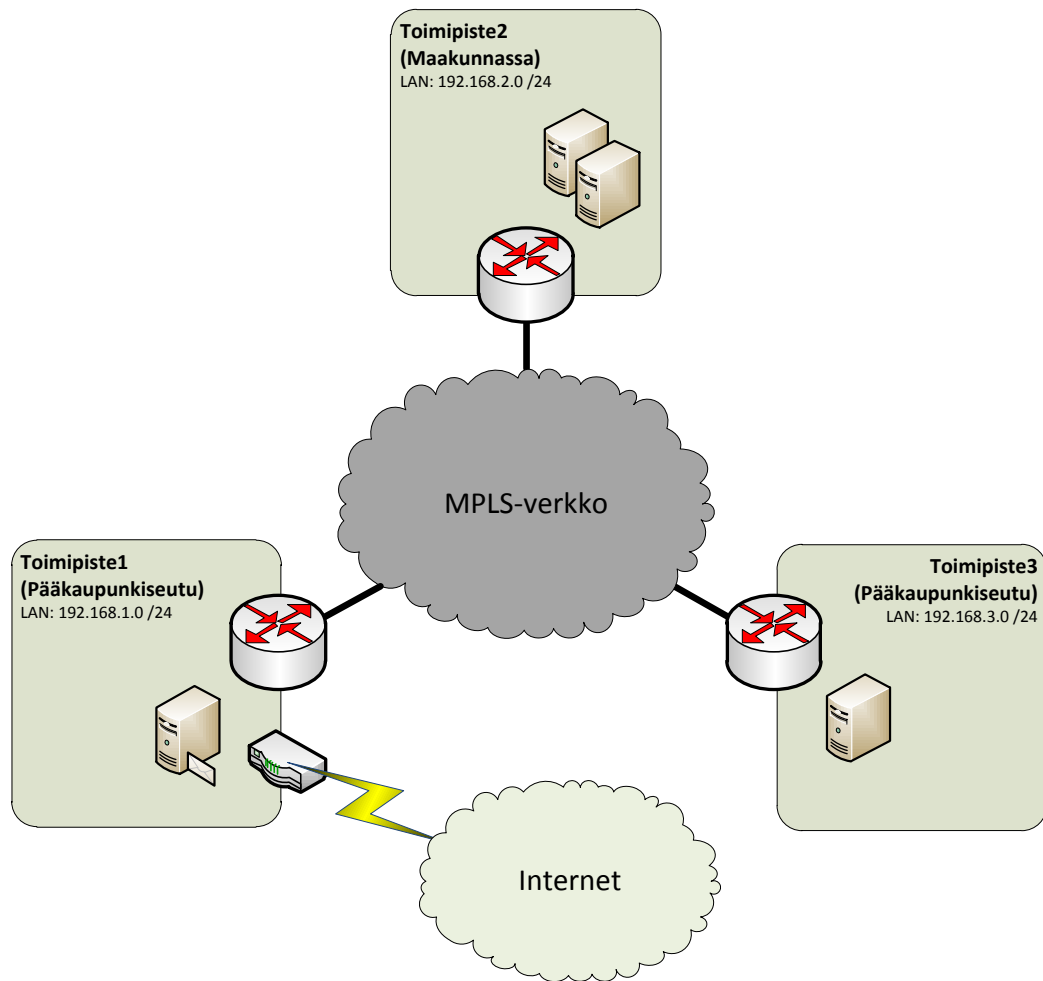 Toimipiste2
(Maakunnassa)
LAN: 192.168.2.0 /24
MPLS-verkko
Toimipiste1
(Pääkaupunkiseutu)
LAN: 192.168.1.0 /24
Toimipiste3
(Pääkaupunkiseutu)
LAN: 192.168.3.0 /24
Internet